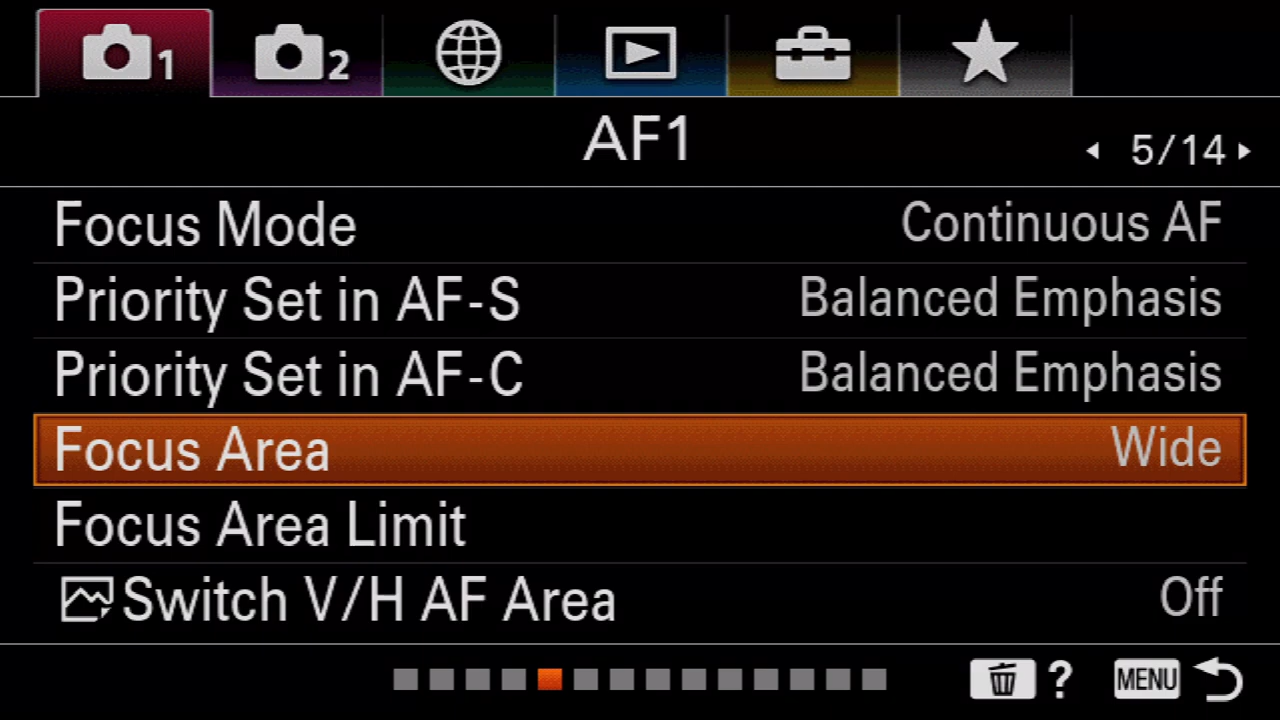 1 2
AF1
5/14
Focus Mode Continuous AF
Priority Set in AF-S Balanced Emphasis
Priority Set in AF-C Balanced Emphasis
Focus Area Wide
Focus Area Limit
Switch V/H AF Area Off
? MENU